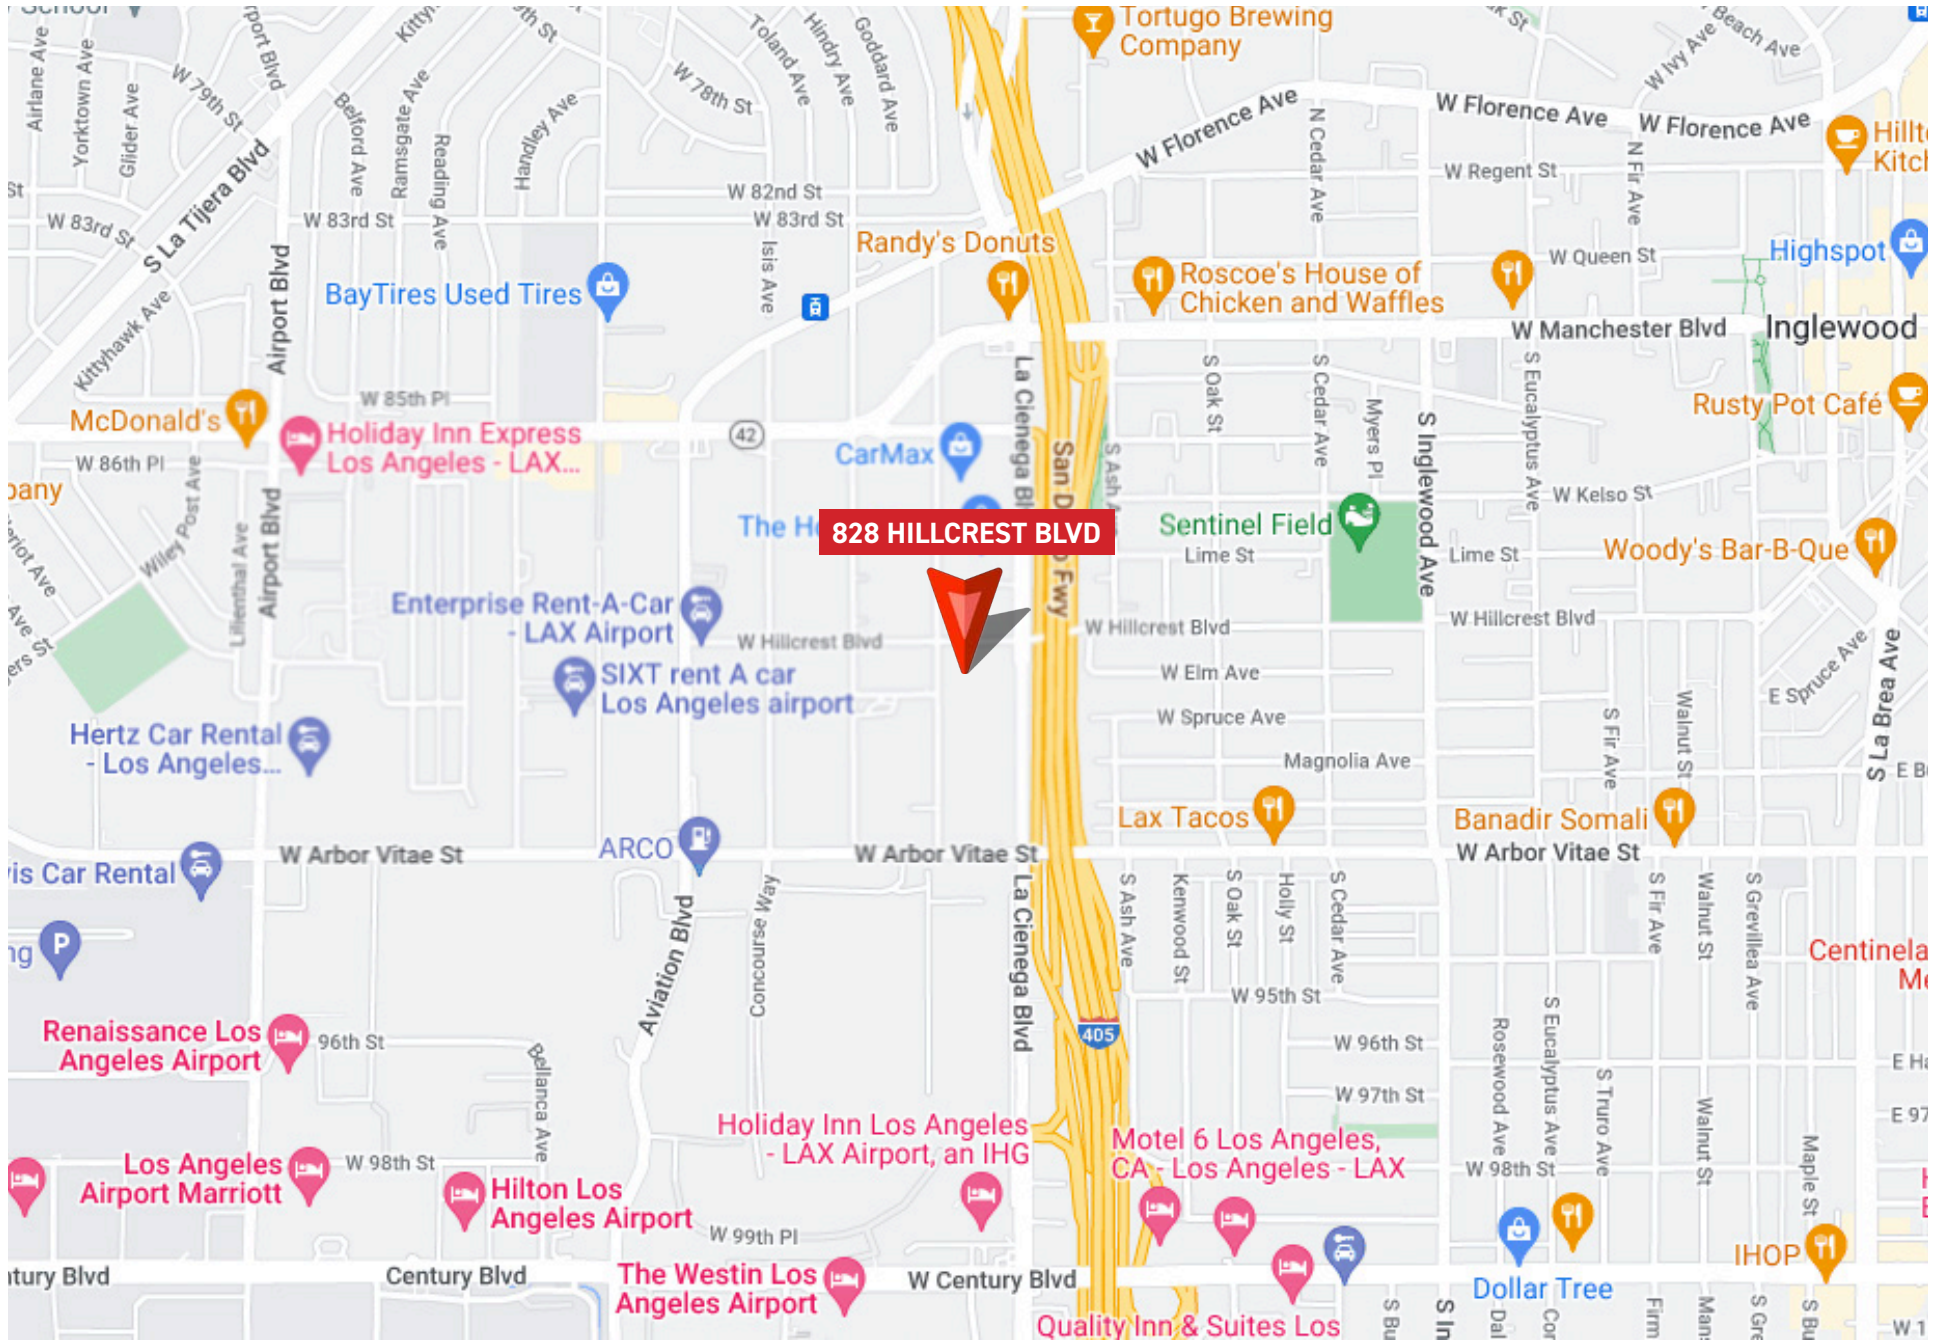 School
Airlane Ave
Yorktown Ave
Glider Ave
W 79th St
Kittyhawk Ave
S La Tijera Blvd
Belford Ave
Ramsgate Ave
Reading Ave
Handley Ave
W 78th St
Toland Ave
Hindry Ave
Goddard Ave
Tortugo Brewing
Company
W Florence Ave
W Florence Ave
W Florence Ave
W Ivy Ave
Beach Ave
N Cedar Ave
N Fir Ave
W Regent St
W Queen St
Highspot
W 82nd St
W 83rd St
W 83rd St
W 83rd St
Isis Ave
Randy's Donuts
Roscoe's House of
Chicken and Waffles
BayTires Used Tires
Airport Blvd
W Manchester Blvd
Inglewood
La Cienega Bl
S Oak St
S Cedar Ave
Myers Pl
S Inglewood Ave
S Eucalyptus Ave
Rusty Pot Café
W 85th Pl
McDonald's
Holiday Inn Express
Los Angeles - LAX...
42
CarMax
W 86th Pl
Wiley Post Ave
Lilienthal Ave
Airport Blvd
S Ash A
W Kelso St
Sentinel Field
Lime St
Lime St
Woody's Bar-B-Que
828 HILLCREST BLVD
Enterprise Rent-A-Car
- LAX Airport
W Hillcrest Blvd
W Hillcrest Blvd
W Hillcrest Blvd
SIXT rent A car
Los Angeles airport
W Elm Ave
W Spruce Ave
Magnolia Ave
E Spruce Ave
S La Brea Ave
S Fir Ave
Walnut St
Hertz Car Rental
- Los Angeles...
Lax Tacos
Banadir Somali
ARCO
W Arbor Vitae St
W Arbor Vitae St
W Arbor Vitae St
vis Car Rental
P
Aviation Blvd
Concourse Way
La Cienega Blvd
S Ash Ave
Kenwood St
S Oak St
Holly St
S Cedar Ave
S Fir Ave
Walnut St
S Grevillea Ave
Centinela
W 95th St
405
W 96th St
W 97th St
Rosewood Ave
S Eucalyptus Ave
S Truro Ave
Walnut St
Maple St
E 97
Renaissance Los
Angeles Airport
96th St
Bellanca Ave
Holiday Inn Los Angeles
- LAX Airport, an IHG
Motel 6 Los Angeles,
CA - Los Angeles - LAX
W 98th St
W 98th St
Los Angeles
Airport Marriott
Hilton Los
Angeles Airport
W 99th Pl
IHOP
Dollar Tree
ntury Blvd
Century Blvd
The Westin Los
Angeles Airport
W Century Blvd
Quality Inn & Suites Los